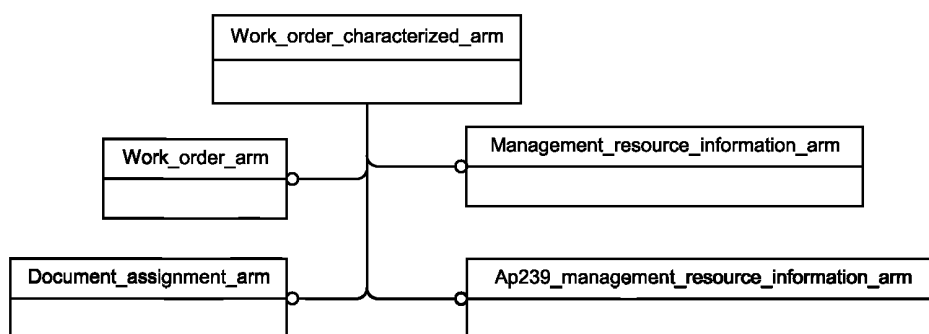 Work_order_characterized_arm
Work_order_arm
Management_resource_information_arm
Document_assignment_arm
Ap239_management_resource_information_arm